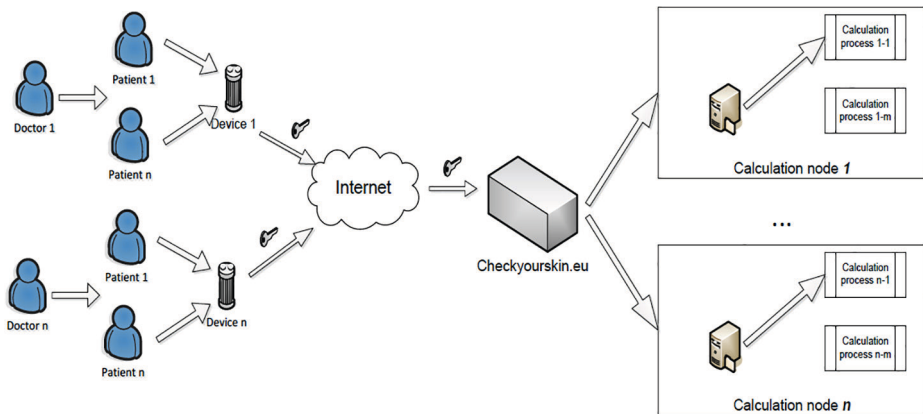 Doctor 1
Patient 1
Patient n
Device 1
Doctor n
Patient 1
Patient n
Device n
Internet
Checkyourskin.eu
Calculation
process 1-1
Calculation
process 1-m
Calculation node 1
...
Calculation
process n-1
Calculation
process n-m
Calculation node n